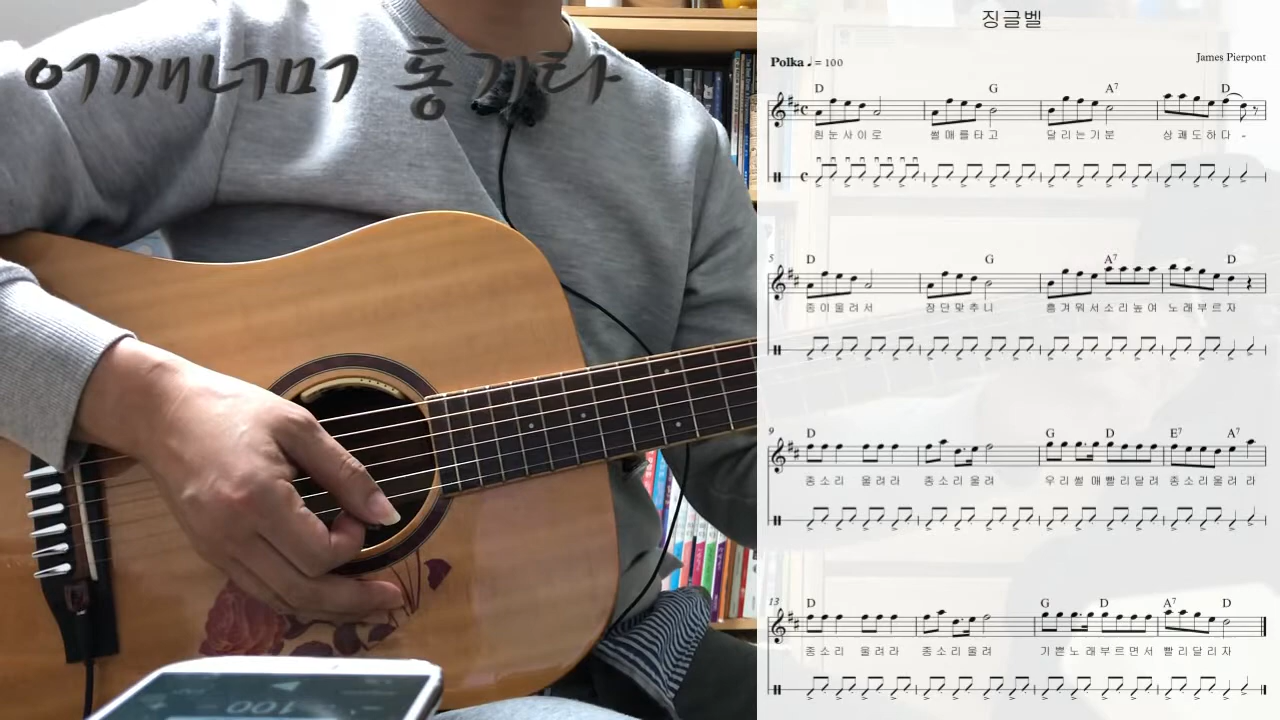 어깨너머 통기타
징글벨
Polka ♩ = 100
James Pierpont
D G A7 D
흰눈사이로 썰매를타고 달리는기분 상쾌도하다 -
5
D G A7 D
종이울려서 장단맞추니 흥겨워서소리높여 노래부르자
9
D G D E7 A7
종소리 울려라 종소리울려 우리썰매빨리달려 종소리울려라
13
D G D A7 D
종소리 울려라 종소리울려 기쁜노래부르면서 빨리달리자
100